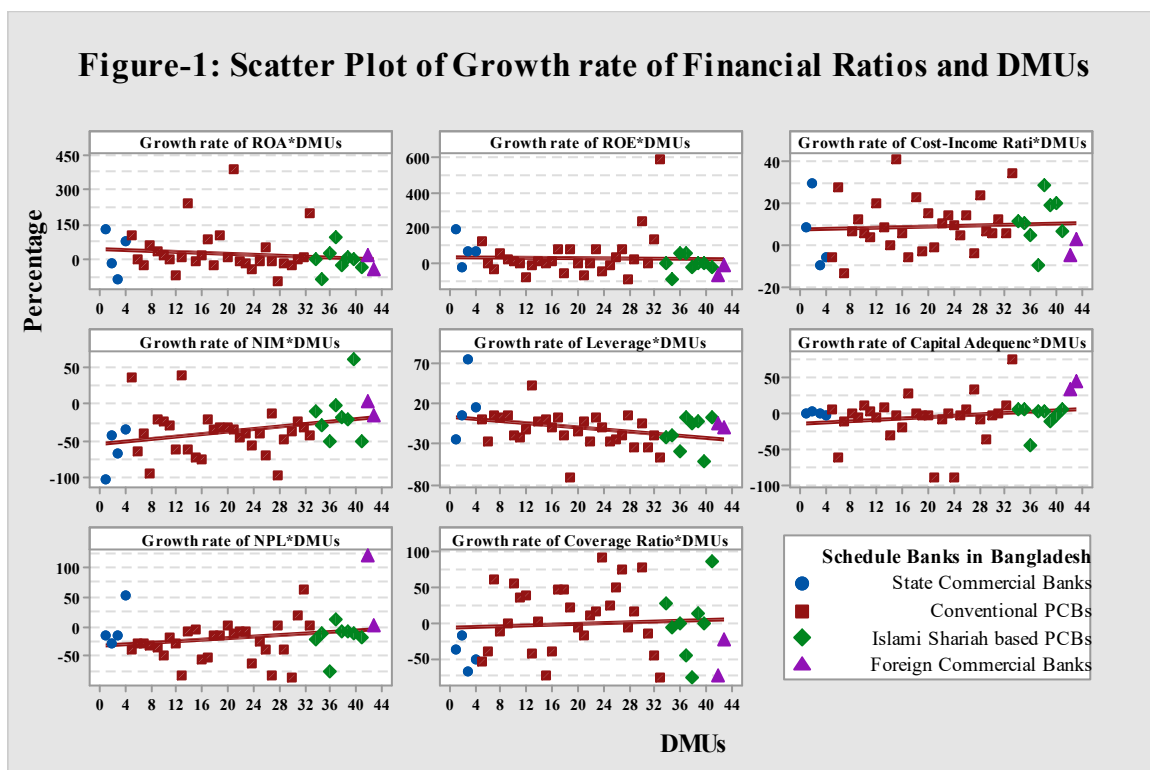 Figure-1: Scatter Plot of Growth rate of Financial Ratios and DMUs
Percentage
Growth rate of ROA*DMUs
450
300
150
0
0 4 8 12 16 20 24 28 32 36 40 44
Growth rate of ROE*DMUs
600
400
200
0
0 4 8 12 16 20 24 28 32 36 40 44
Growth rate of Cost-Income Rati*DMUs
40
20
0
-20
0 4 8 12 16 20 24 28 32 36 40 44
Growth rate of NIM*DMUs
50
0
-50
-100
0 4 8 12 16 20 24 28 32 36 40 44
Growth rate of Leverage*DMUs
70
20
-30
-80
0 4 8 12 16 20 24 28 32 36 40 44
Growth rate of Capital Adequenc*DMUs
50
0
-50
-100
0 4 8 12 16 20 24 28 32 36 40 44
Growth rate of NPL*DMUs
100
50
0
-50
0 4 8 12 16 20 24 28 32 36 40 44
Growth rate of Coverage Ratio*DMUs
100
50
0
-50
0 4 8 12 16 20 24 28 32 36 40 44
Schedule Banks in Bangladesh
State Commercial Banks
Conventional PCBs
Islami Shariah based PCBs
Foreign Commercial Banks
DMUs